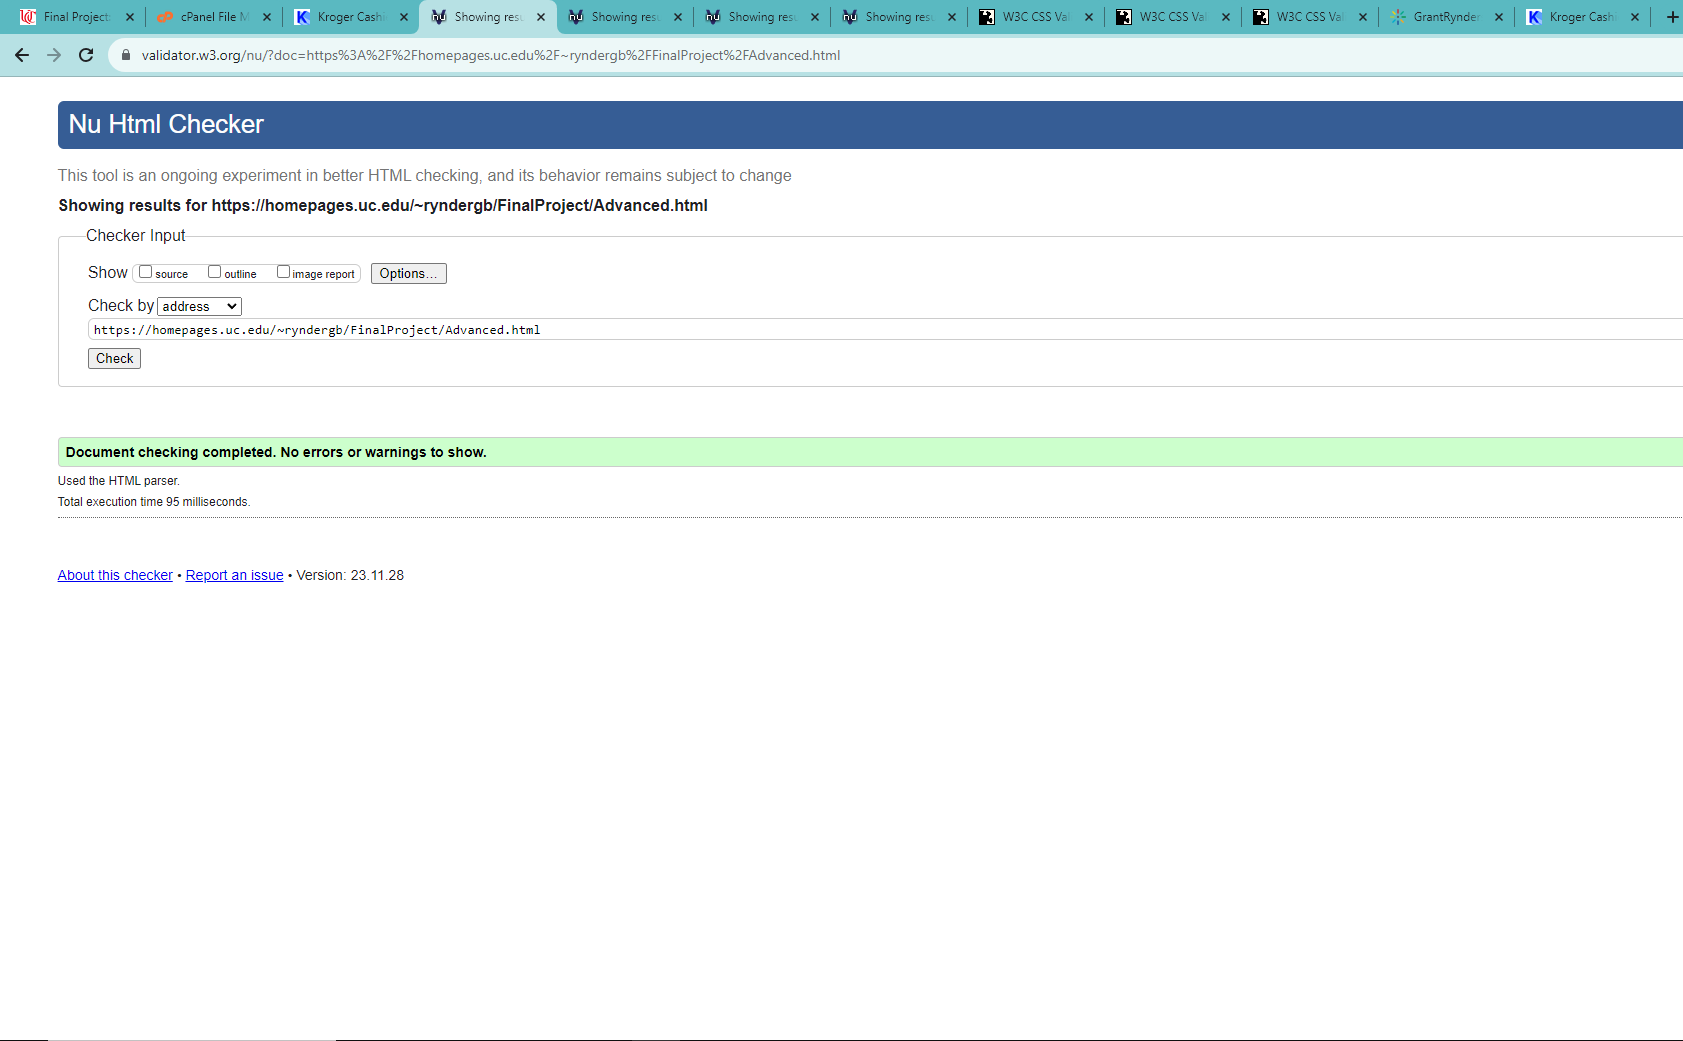 Final Project
cPanel File M
Kroger Cashi
Showing resu
Showing resu
Showing resu
Showing resu
W3C CSS Val
W3C CSS Val
W3C CSS Val
GrantRynder
Kroger Cashi
validator.w3.org/nu/?doc=https%3A%2F%2Fhomepages.uc.edu%2F~ryndergb%2FFinalProject%2FAdvanced.html
Nu Html Checker
This tool is an ongoing experiment in better HTML checking, and its behavior remains subject to change
Showing results for https://homepages.uc.edu/~ryndergb/FinalProject/Advanced.html
Checker Input
Show source outline image report Options...
Check by address
https://homepages.uc.edu/~ryndergb/FinalProject/Advanced.html
Check
Document checking completed. No errors or warnings to show.
Used the HTML parser.
Total execution time 95 milliseconds.
About this checker • Report an issue • Version: 23.11.28